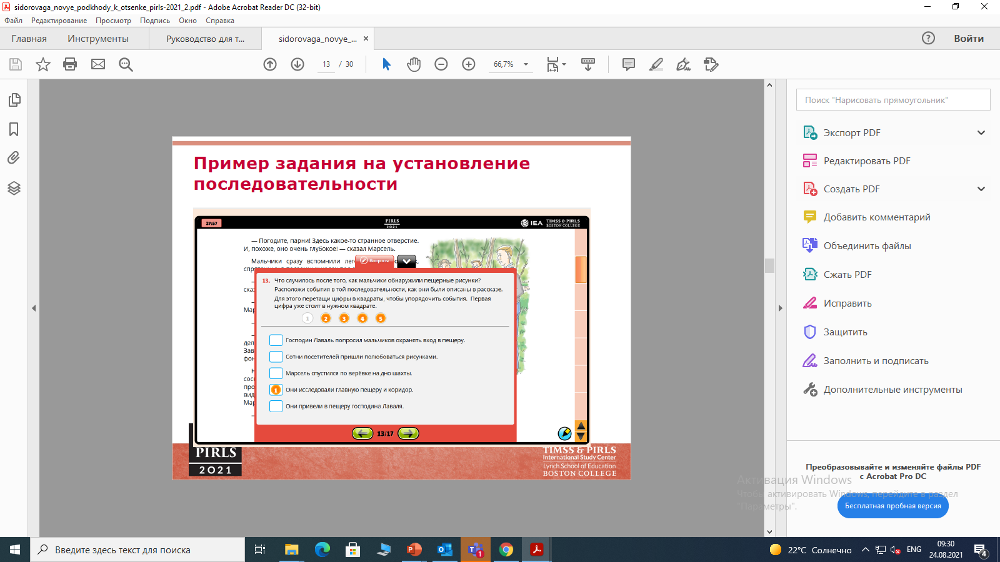 sidorovaga_novye_podkhody_k_otsenke_pirls-2021_2.pdf - Adobe Acrobat Reader DC (32-bit)
Файл Редактирование Просмотр Подпись Окно Справка
Главная Инструменты Руководство для т... sidorovaga_novye_... × Войти
13 / 30 66,7%
Поиск "Нарисовать прямоугольник"
Экспорт PDF
Редактировать PDF
Создать PDF
Добавить комментарий
Объединить файлы
Сжать PDF
Исправить
Защитить
Заполнить и подписать
Дополнительные инструменты
Преобразовывайте и изменяйте файлы PDF
с Acrobat Pro DC
Бесплатная пробная версия
Активация Windows
Чтобы активировать Windows, перейдите в раздел
"Параметры".
Пример задания на установление
последовательности
37:57 PIRLS 2021 IEA TIMSS & PIRLS
BOSTON COLLEGE
— Погодите, парни! Здесь какое-то странное отверстие.
И, похоже, оно очень глубокое! — сказал Марсель.
Мальчики сразу вспомнили
Вопросы
13. Что случилось после того, как мальчики обнаружили пещерные рисунки?
Расположи события в той последовательности, как они были описаны в рассказе.
Для этого перетащи цифры в квадраты, чтобы упорядочить события. Первая
цифра уже стоит в нужном квадрате.
1 2 3 4 5
Господин Лаваль попросил мальчиков охранять вход в пещеру.
Сотни посетителей пришли полюбоваться рисунками.
Марсель спустился по верёвке на дно шахты.
1 Они исследовали главную пещеру и коридор.
Они привели в пещеру господина Лаваля.
13/17
PIRLS
2021
TIMSS & PIRLS
International Study Center
Lynch School of Education
BOSTON COLLEGE
Введите здесь текст для поиска
1
22°C Солнечно ENG
09:30
24.08.2021
4